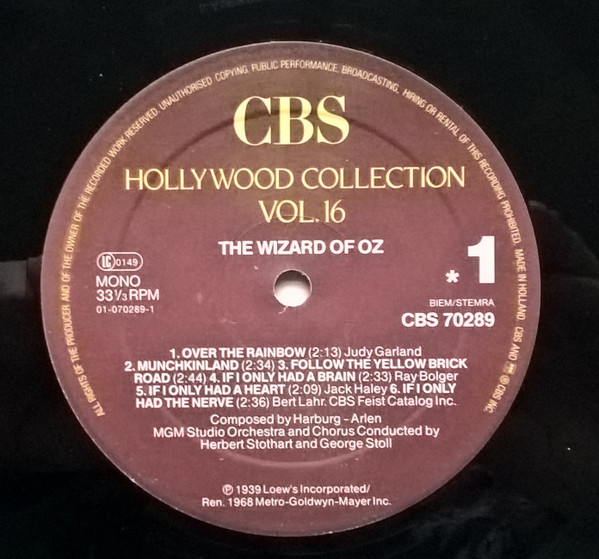 ALL RIGHTS OF THE PRODUCER AND OF THE OWNER OF THE RECORDED WORK RESERVED. UNAUTHORISED COPYING, PUBLIC PERFORMANCE, BROADCASTING, HIRING OR RENTAL OF THIS RECORDING PROHIBITED. MADE IN HOLLAND. CBS AND ® CBS INC.
CBS
HOLLYWOOD COLLECTION
VOL. 16
THE WIZARD OF OZ
LC 0149
MONO
33⅓ RPM
01-070289-1
* 1
BIEM/STEMRA
CBS 70289
1. OVER THE RAINBOW (2:13) Judy Garland
2. MUNCHKINLAND (2:34) 3. FOLLOW THE YELLOW BRICK
ROAD (2:44) 4. IF I ONLY HAD A BRAIN (2:33) Ray Bolger
5. IF I ONLY HAD A HEART (2:09) Jack Haley 6. IF I ONLY
HAD THE NERVE (2:36) Bert Lahr. CBS Feist Catalog Inc.
Composed by Harburg - Arlen
MGM Studio Orchestra and Chorus Conducted by
Herbert Stothart and George Stoll
℗ 1939 Loew's Incorporated/
Ren. 1968 Metro-Goldwyn-Mayer Inc.